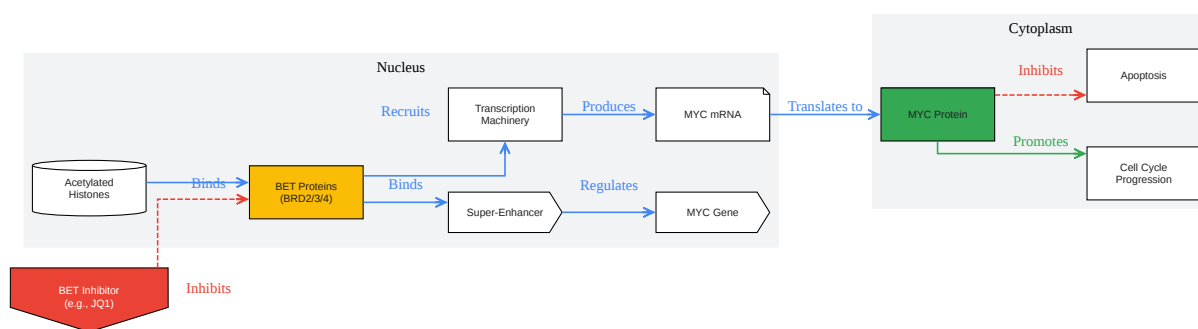 Cytoplasm
Nucleus
Inhibits
Apoptosis
Recruits
Transcription
Machinery
Produces
MYC mRNA
Translates to
MYC Protein
Promotes
Cell Cycle
Progression
Acetylated
Histones
Binds
BET Proteins
(BRD2/3/4)
Binds
Super-Enhancer
Regulates
MYC Gene
BET Inhibitor
(e.g., JQ1)
Inhibits